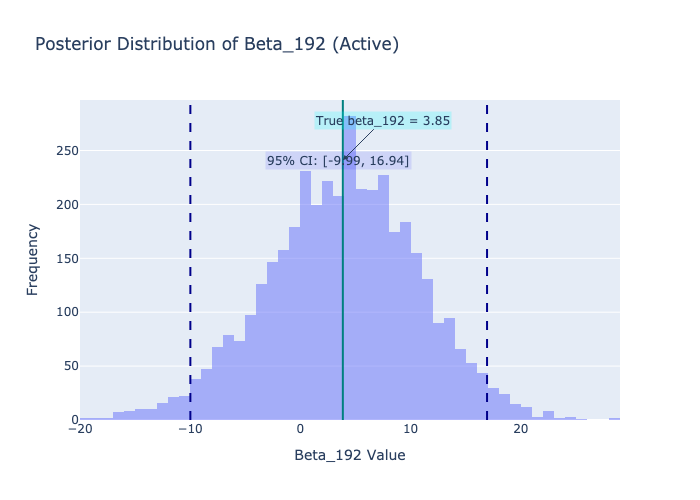 Posterior Distribution of Beta_192 (Active)
True beta_192 = 3.85
95% CI: [-9.99, 16.94]
250
200
150
100
50
0
Frequency
−20
−10
0
10
20
Beta_192 Value